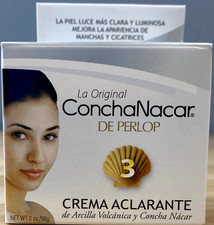 LA PIEL LUCE MÁS CLARA Y LUMINOSA
MEJORA LA APARIENCIA DE
MANCHAS Y CICATRICES
La Original
ConchaNacar®
DE PERLOP
3
CREMA ACLARANTE
de Arcilla Volcánica y Concha Nácar
NET WT 2 oz./56g